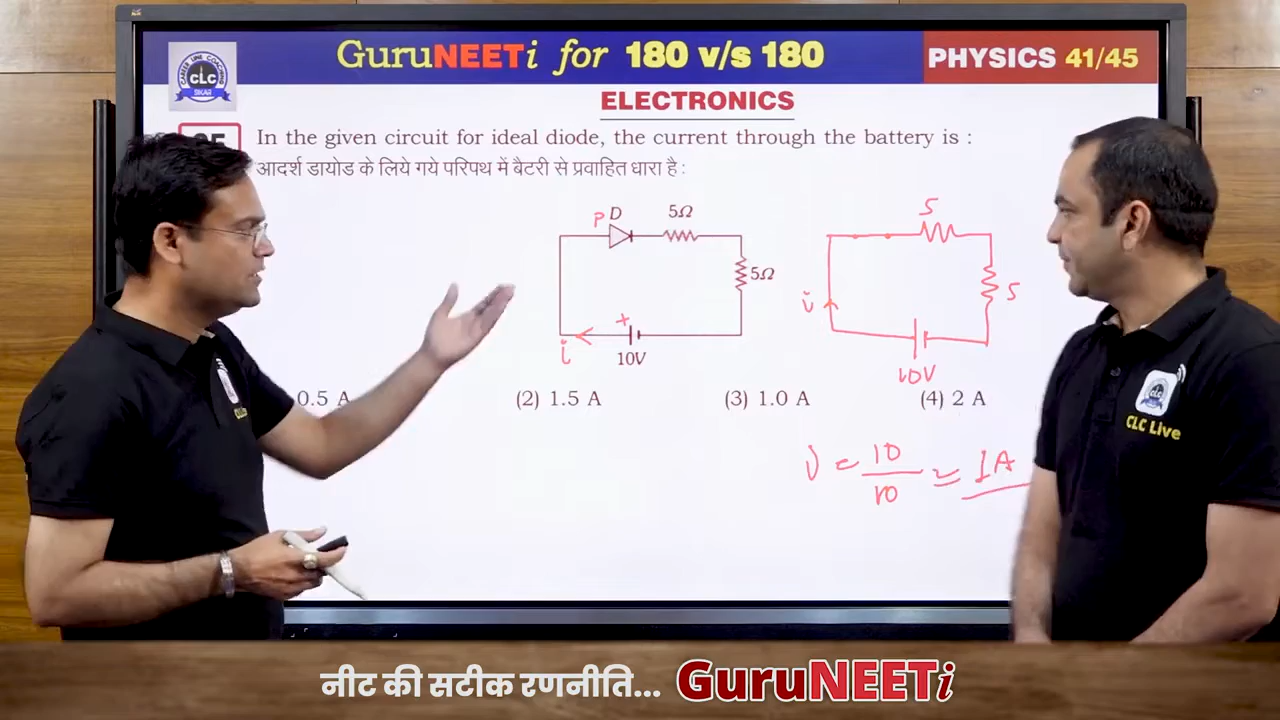 GuruNEETi for 180 v/s 180
PHYSICS 41/45
CLC
SIKAR
ELECTRONICS
In the given circuit for ideal diode, the current through the battery is :
आदर्श डायोड के लिये गये परिपथ में बैटरी से प्रवाहित धारा है :
P D 5Ω
5Ω
+
i
10V
5
5
i
10V
0.5 A
(2) 1.5 A
(3) 1.0 A
(4) 2 A
i = 10/10 = 1A
CLC Live
नीट की सटीक रणनीति... GuruNEETi